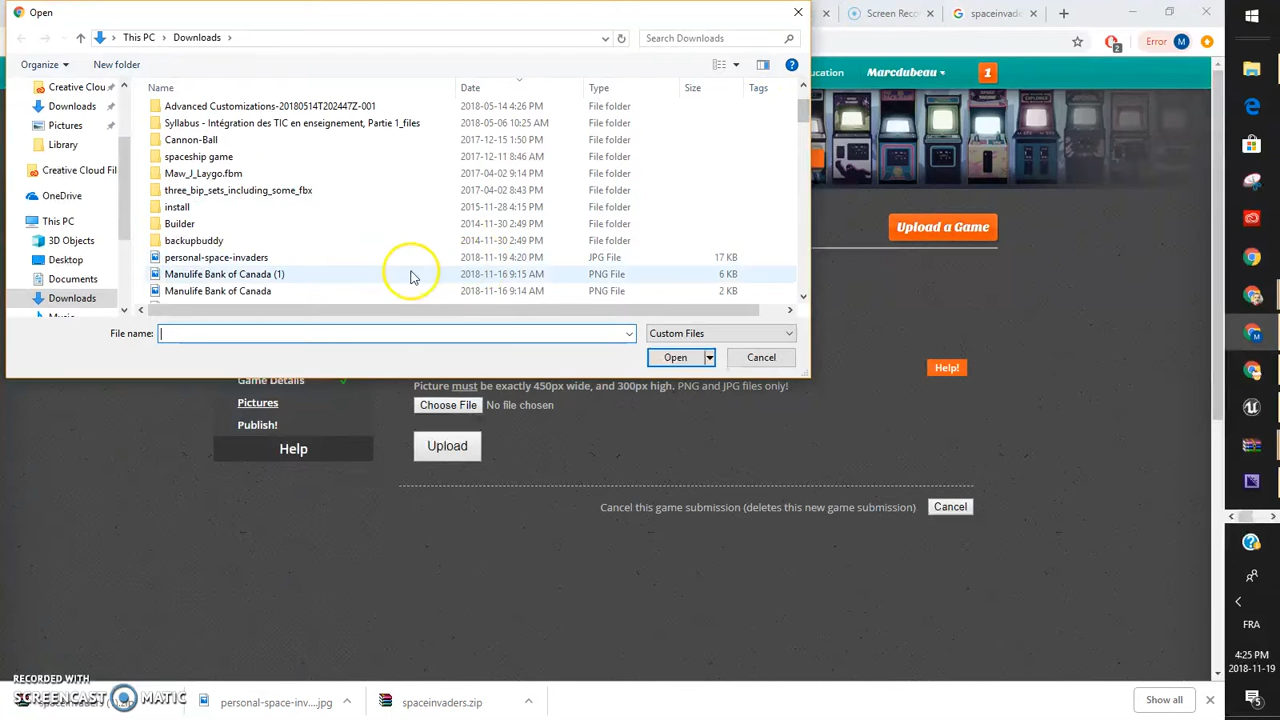 Open
Screen Reco
spaceinvade
This PC
Downloads
Search Downloads
Error
M
2
Organize
New folder
ucation
Marcdubeau
1
Creative Clou
Downloads
Pictures
Library
Creative Cloud Fil
OneDrive
This PC
3D Objects
Desktop
Documents
Downloads
Name
Date
Type
Size
Tags
Advanced Customizations-20180514T202447Z-001
2018-05-14 4:26 PM
File folder
Syllabus - Intégration des TIC en enseignement, Partie 1_files
2018-05-06 10:25 AM
File folder
Cannon-Ball
2017-12-15 1:50 PM
File folder
spaceship game
2017-12-11 8:46 AM
File folder
Maw_J_Laygo.fbm
2017-04-02 9:14 PM
File folder
three_bip_sets_including_some_fbx
2017-04-02 8:43 PM
File folder
install
2015-11-28 4:15 PM
File folder
Builder
2014-11-30 2:49 PM
File folder
backupbuddy
2014-11-30 2:49 PM
File folder
personal-space-invaders
2018-11-19 4:20 PM
JPG File
17 KB
Manulife Bank of Canada (1)
2018-11-16 9:15 AM
PNG File
6 KB
Manulife Bank of Canada
2018-11-16 9:14 AM
PNG File
2 KB
File name:
Custom Files
Open
Cancel
Upload a Game
Help!
Game Details
Pictures
Publish!
Help
Picture must be exactly 450px wide, and 300px high. PNG and JPG files only!
Choose File
No file chosen
Upload
Cancel this game submission (deletes this new game submission)
Cancel
FRA
4:25 PM
2018-11-19
5
RECORDED WITH
SCREENCAST MATIC
personal-space-inv....jpg
spaceinvaders.zip
Show all